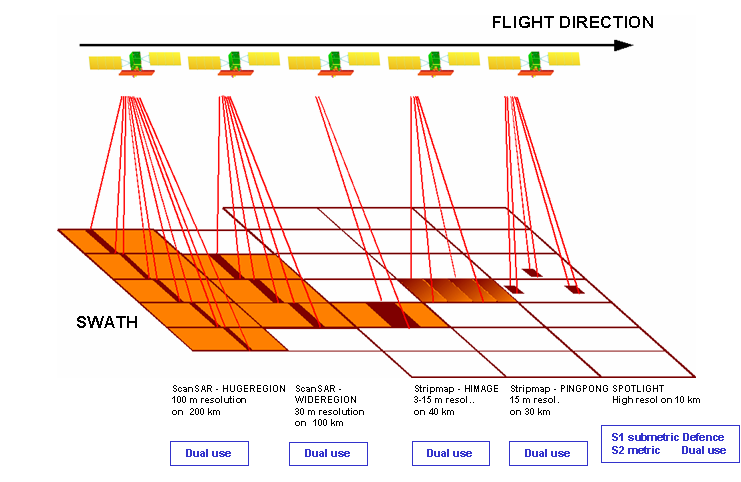 FLIGHT DIRECTION
SWATH
ScanSAR - HUGEREGION
100 m resolution
on 200 km
ScanSAR -
WIDEREGION
30 m resolution
on 100 km
Stripmap - HIMAGE
3-15 m resol..
on 40 km
Stripmap - PINGPONG
15 m resol.
on 30 km
SPOTLIGHT
High resol on 10 km
Dual use
Dual use
Dual use
Dual use
S1 submetric Defence
S2 metric Dual use